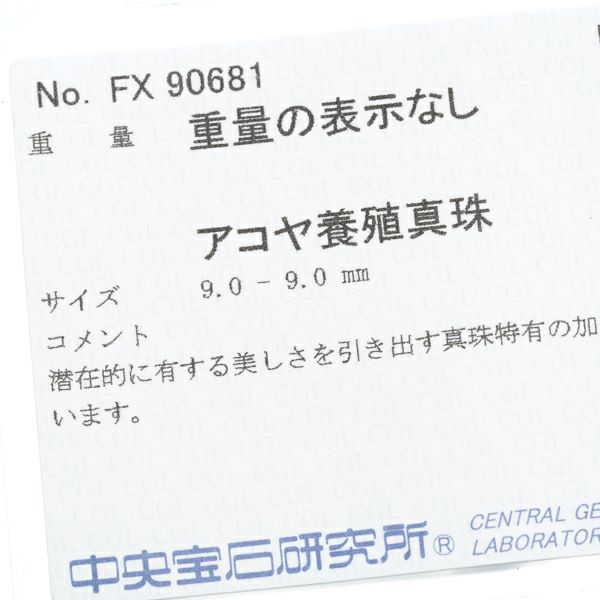 No. FX 90681
重　量　重量の表示なし
アコヤ養殖真珠
サイズ　9.0 - 9.0 mm
コメント
潜在的に有する美しさを引き出す真珠特有の加
います。
中央宝石研究所® CENTRAL GE
LABORATOR